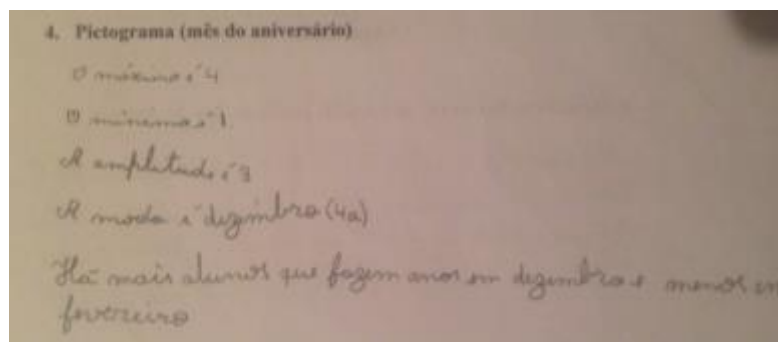 4. Pictograma (mês do aniversário)
O máximo é 4
O mínimo é 1
A amplitude é 3
A moda é dezembro (4a)
Há mais alunos que fazem anos em dezembro e menos em
fevereiro